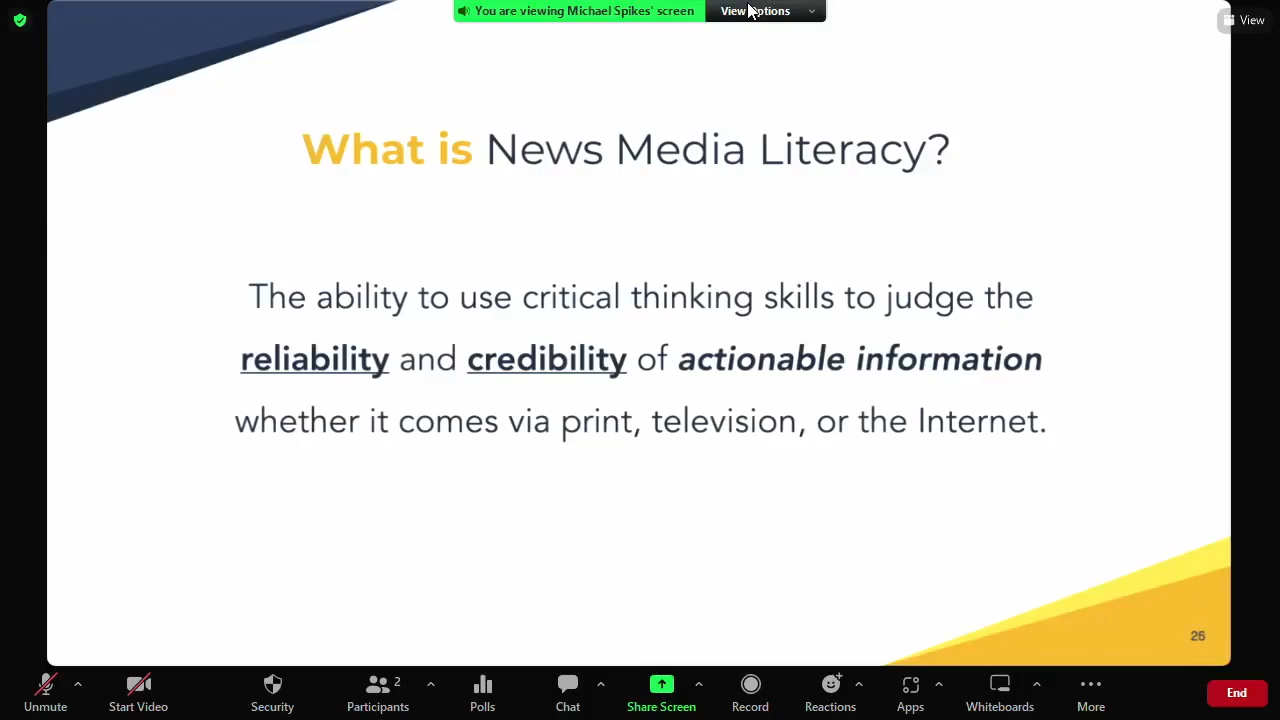 You are viewing Michael Spikes' screen
View Options
View
What is News Media Literacy?
The ability to use critical thinking skills to judge the
reliability and credibility of actionable information
whether it comes via print, television, or the Internet.
26
Unmute
Start Video
Security
Participants
2
Polls
Chat
Share Screen
Record
Reactions
Apps
Whiteboards
More
End